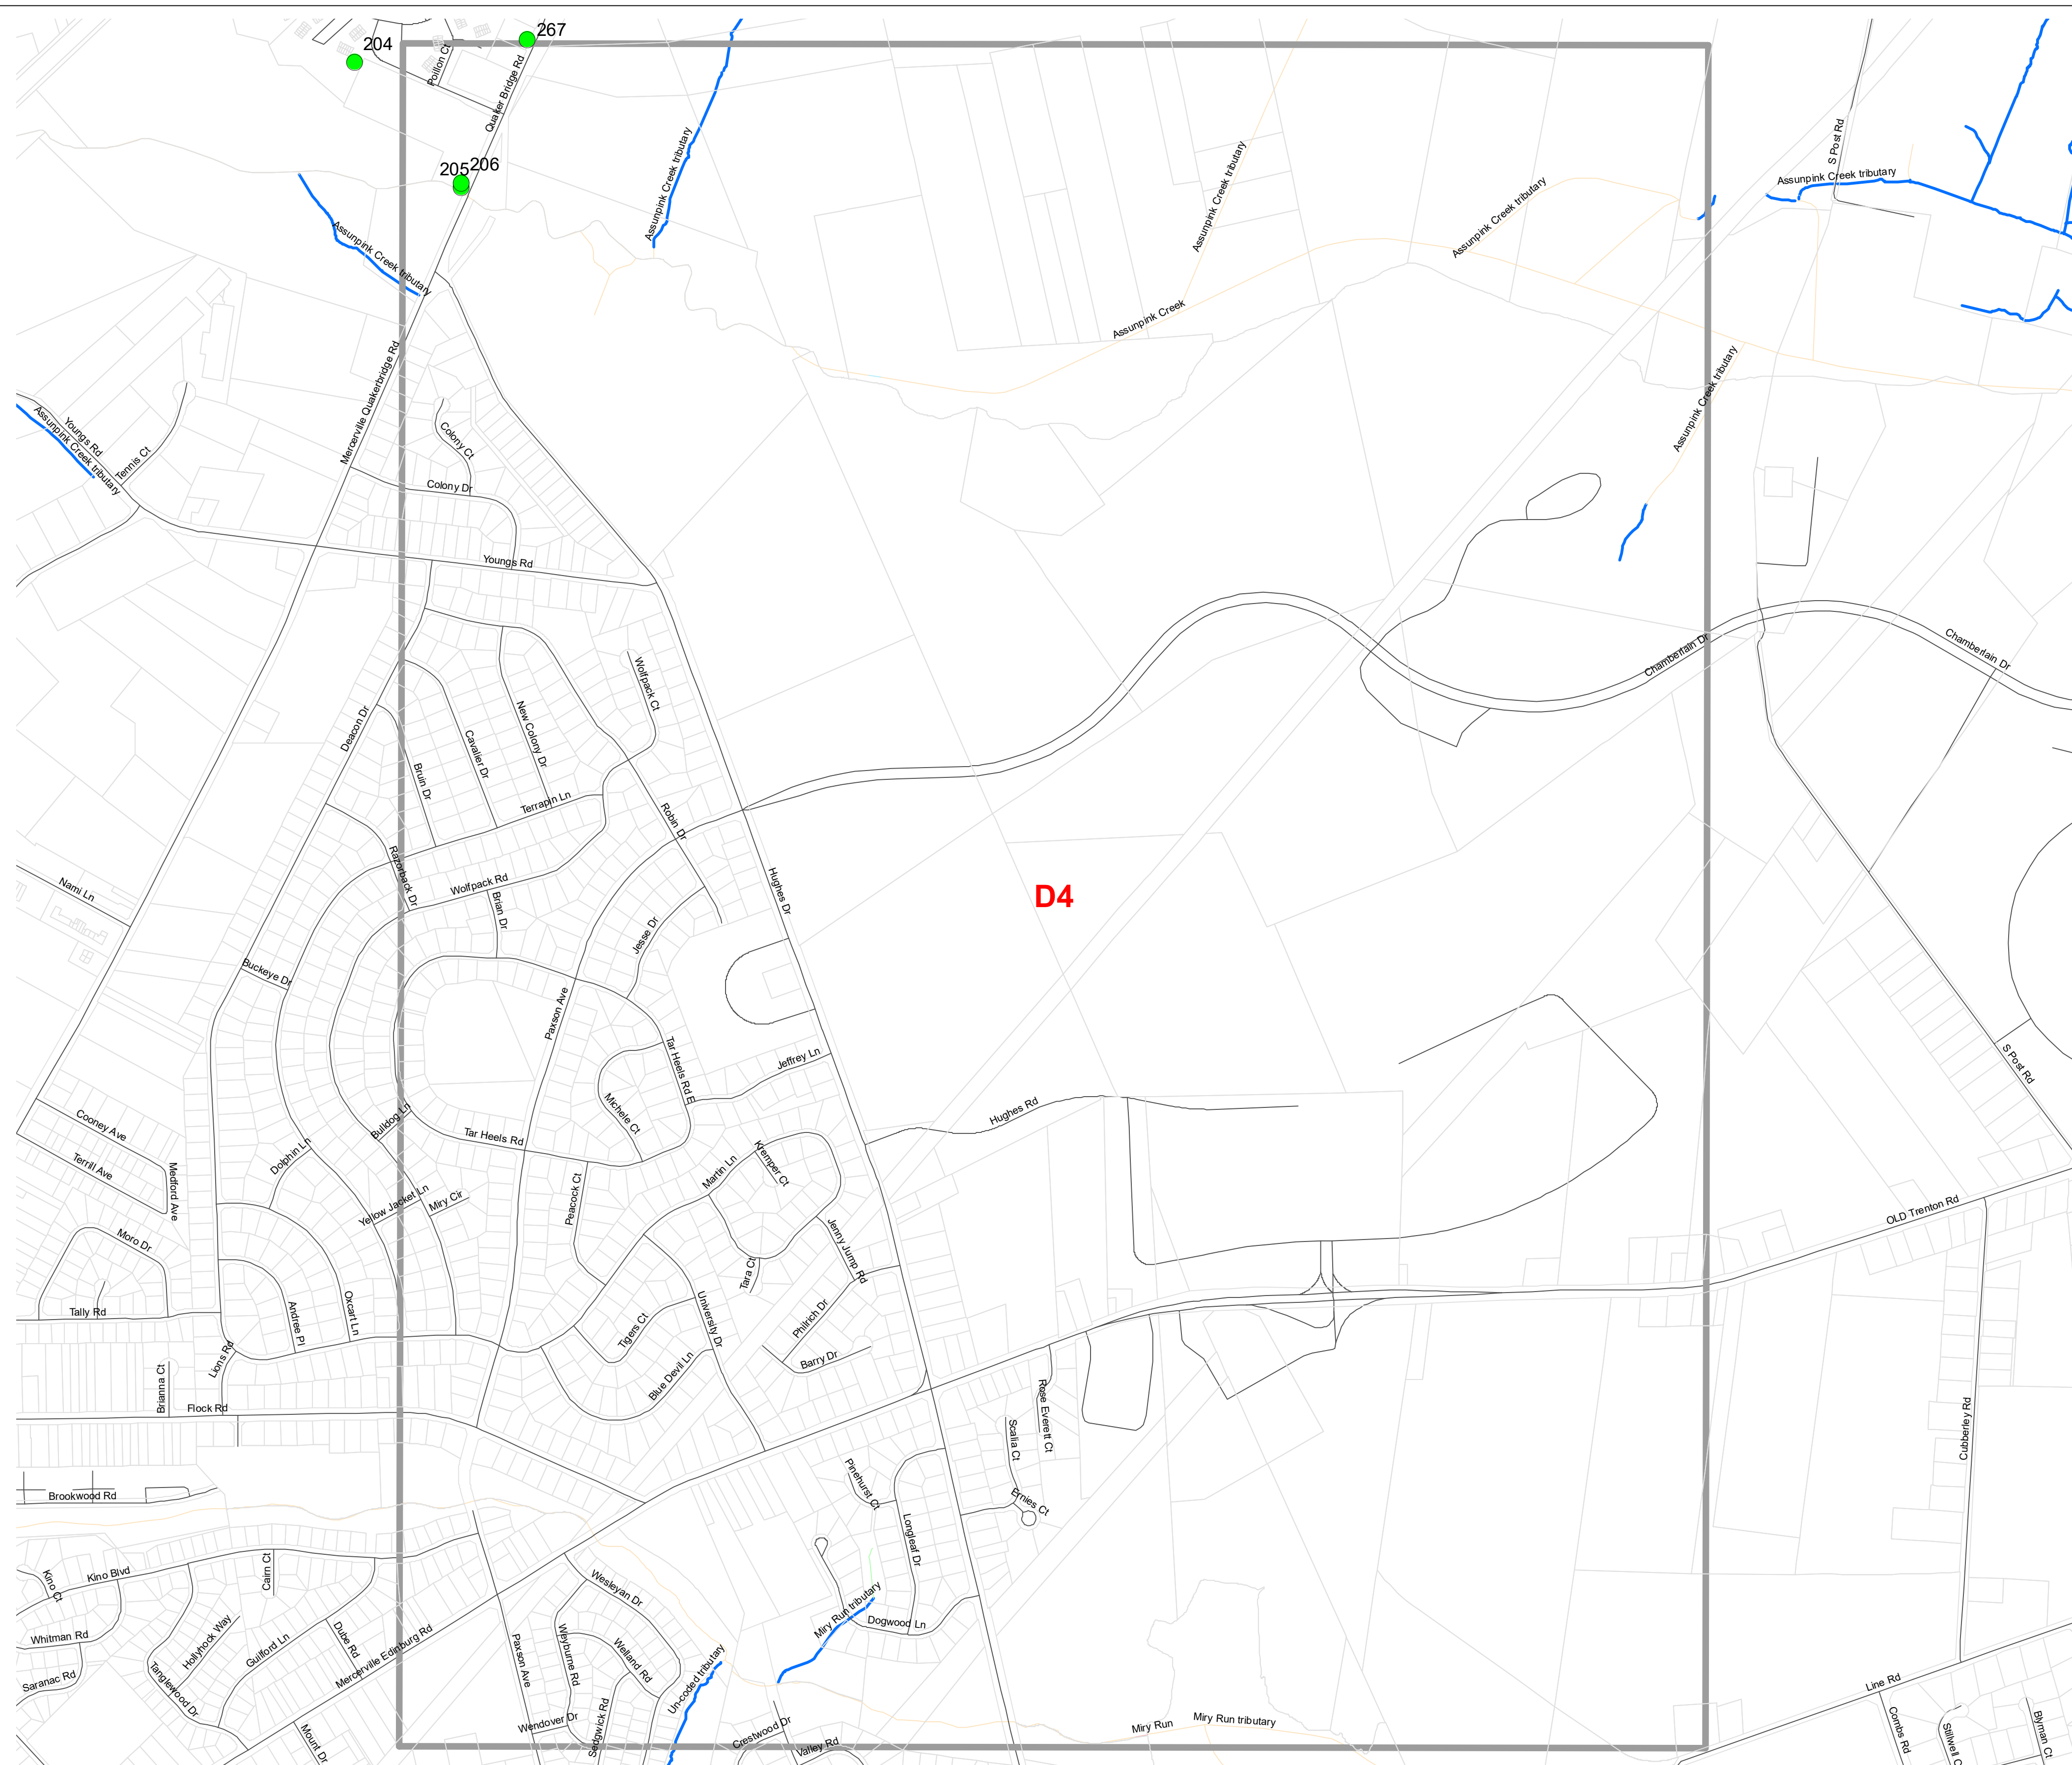 267
204
Poillon Ct
Quaker Bridge Rd
S Post Rd
205
206
Assunpink Creek tributary
Assunpink Creek tributary
Assunpink Creek tributary
Assunpink Creek tributary
Assunpink Creek tributary
Assunpink Creek
Assunpink Creek tributary
Mercerville Quakerbridge Rd
Youngs Rd
Assunpink Creek tributary
Tennis Ct
Colony Ct
Colony Dr
Youngs Rd
Wolfpack Ct
Chamberlain Dr
Chamberlain Dr
Deacon Dr
New Colony Dr
Cavalier Dr
Bruin Dr
Terrapin Ln
Robin Dr
Razorback Dr
Nami Ln
Wolfpack Rd
Brian Dr
Hughes Dr
D4
Jesse Dr
Buckeye Dr
Paxson Ave
Tar Heels Rd E
Jeffrey Ln
S Post Rd
Michele Ct
Hughes Rd
Cooney Ave
Bulldog Ln
Tar Heels Rd
Terrill Ave
Medford Ave
Dolphin Ln
Martin Ln
Kremper Ct
Peacock Ct
Yellow Jacket Ln
Miry Cir
OLD Trenton Rd
Moro Dr
Jenny Jump Rd
Tara Ct
Tally Rd
Andree Pl
Oxcart Ln
University Dr
Philrich Dr
Tigers Ct
Lions Rd
Barry Dr
Blue Devil Ln
Brianna Ct
Rose Everett Ct
Flock Rd
Scalia Ct
Cubberley Rd
Pinehurst Ct
Brookwood Rd
Ernies Ct
Longleaf Dr
Kino Ct
Kino Blvd
Cairn Ct
Wesleyan Dr
Miry Run tributary
Dogwood Ln
Whitman Rd
Hollyhock Way
Guilford Ln
Dube Rd
Mercerville Edinburg Rd
Paxson Ave
Weyburne Rd
Welland Rd
Un-coded tributary
Saranac Rd
Tanglewood Dr
Line Rd
Wendover Dr
Sedgwick Rd
Mount Dr
Crestwood Dr
Valley Rd
Miry Run
Miry Run tributary
Combs Rd
Stillwell C
Blyman Ct